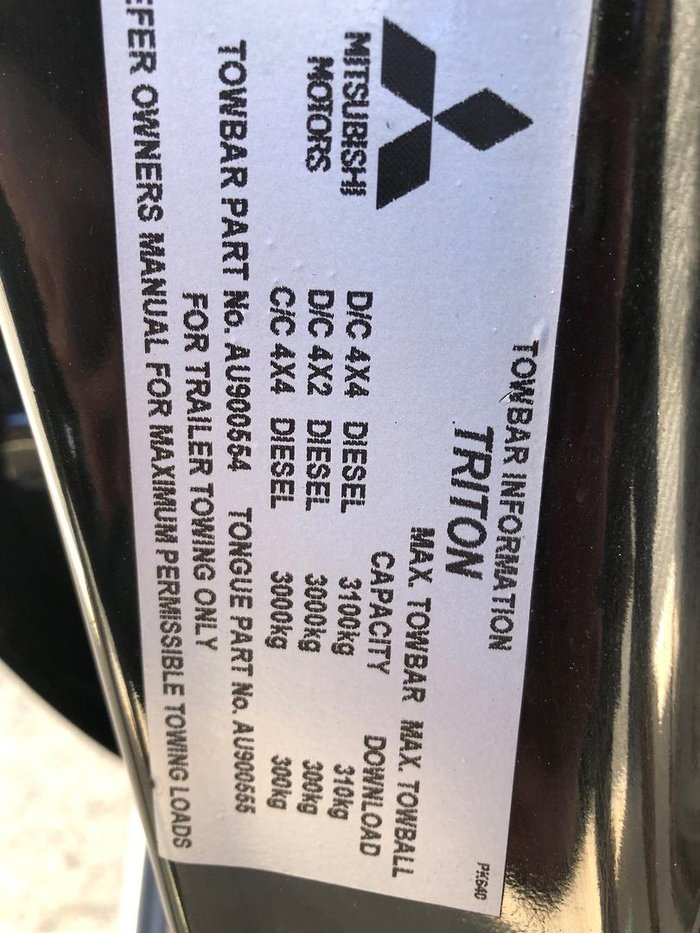 TOWBAR INFORMATION
TRITON
MITSUBISHI
MOTORS
MAX. TOWBAR MAX. TOWBALL
CAPACITY DOWNLOAD
D/C 4X4 DIESEL 3100kg 310kg
D/C 4X2 DIESEL 3000kg 300kg
C/C 4X4 DIESEL 3000kg 300kg
TOWBAR PART No. AU900554 TONGUE PART No. AU900555
FOR TRAILER TOWING ONLY
EFER OWNERS MANUAL FOR MAXIMUM PERMISSIBLE TOWING LOADS
PK640